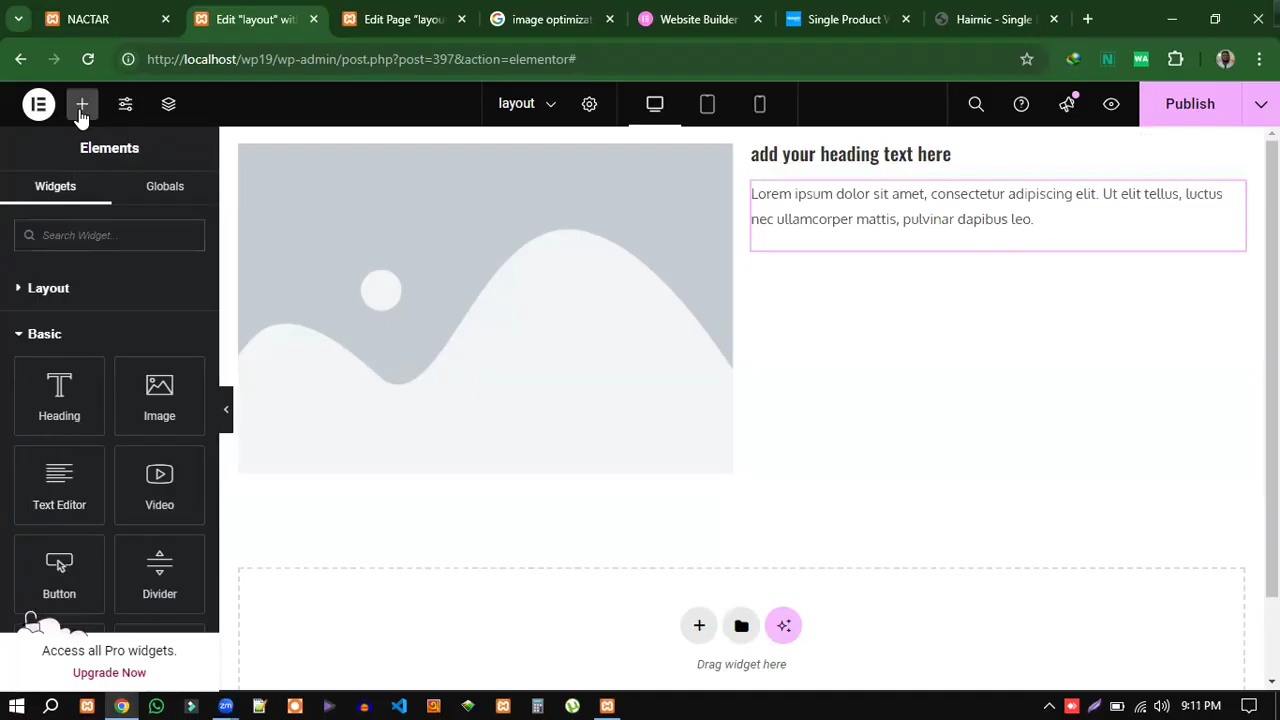 NACTAR
Edit "layout" wit
Edit Page "layou
image optimizat
Website Builder
Single Product V
Hairnic - Single
http://localhost/wp19/wp-admin/post.php?post=397&action=elementor#
layout
Publish
Elements
Widgets
Globals
Search Widget...
Layout
Basic
Heading
Image
Text Editor
Video
Button
Divider
Access all Pro widgets.
Upgrade Now
add your heading text here
Lorem ipsum dolor sit amet, consectetur adipiscing elit. Ut elit tellus, luctus
nec ullamcorper mattis, pulvinar dapibus leo.
Drag widget here
9:11 PM